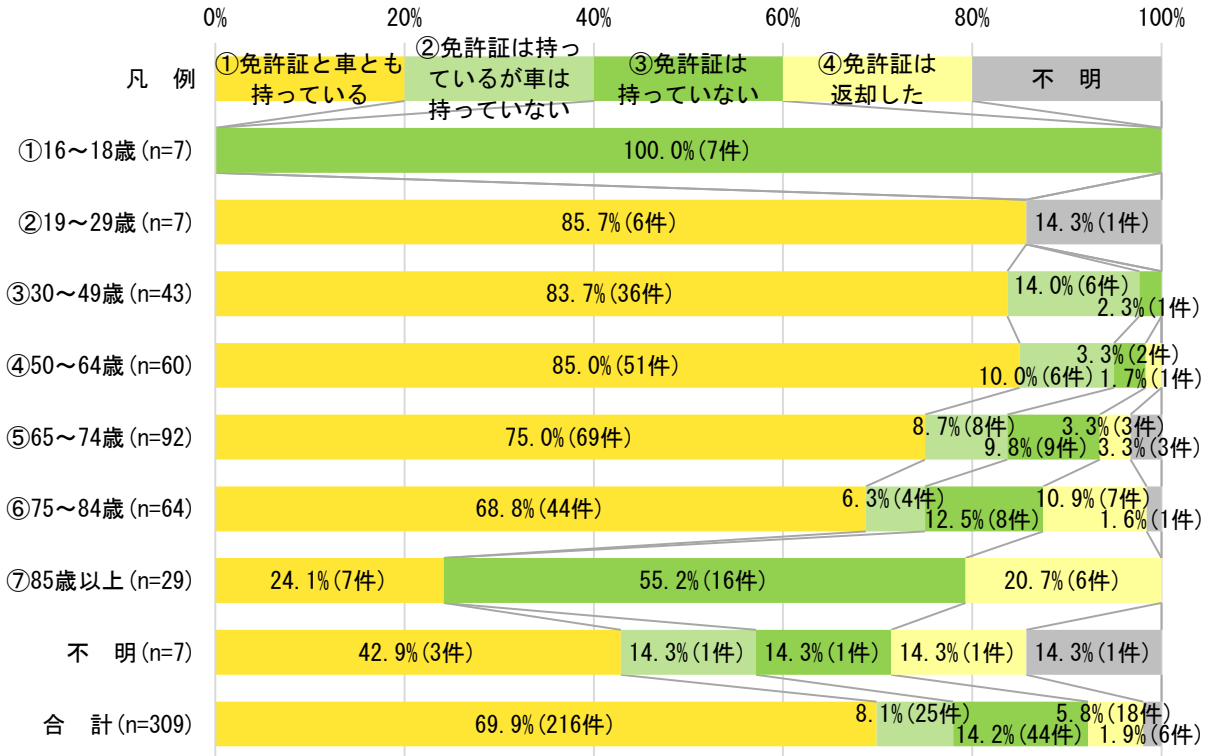 0% 20% 40% 60% 80% 100%
凡　例
①免許証と車とも
持っている
②免許証は持っ
ているが車は
持っていない
③免許証は
持っていない
④免許証は
返却した
不　明
①16～18歳(n=7)
100.0%(7件)
②19～29歳(n=7)
85.7%(6件) 14.3%(1件)
③30～49歳(n=43)
83.7%(36件) 14.0%(6件) 2.3%(1件)
④50～64歳(n=60)
85.0%(51件) 10.0%(6件) 3.3%(2件) 1.7%(1件)
⑤65～74歳(n=92)
75.0%(69件) 8.7%(8件) 9.8%(9件) 3.3%(3件) 3.3%(3件)
⑥75～84歳(n=64)
68.8%(44件) 6.3%(4件) 12.5%(8件) 10.9%(7件) 1.6%(1件)
⑦85歳以上(n=29)
24.1%(7件) 55.2%(16件) 20.7%(6件)
不　明(n=7)
42.9%(3件) 14.3%(1件) 14.3%(1件) 14.3%(1件) 14.3%(1件)
合　計(n=309)
69.9%(216件) 8.1%(25件) 14.2%(44件) 5.8%(18件) 1.9%(6件)